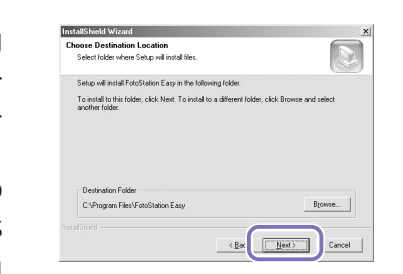 InstallShield Wizard
Choose Destination Location
Select folder where Setup will install files.
Setup will install FotoStation Easy in the following folder.
To install to this folder, click Next. To install to a different folder, click Browse and select
another folder.
Destination Folder
C:\Program Files\FotoStation Easy
Browse...
InstallShield
< Bac
Next >
Cancel